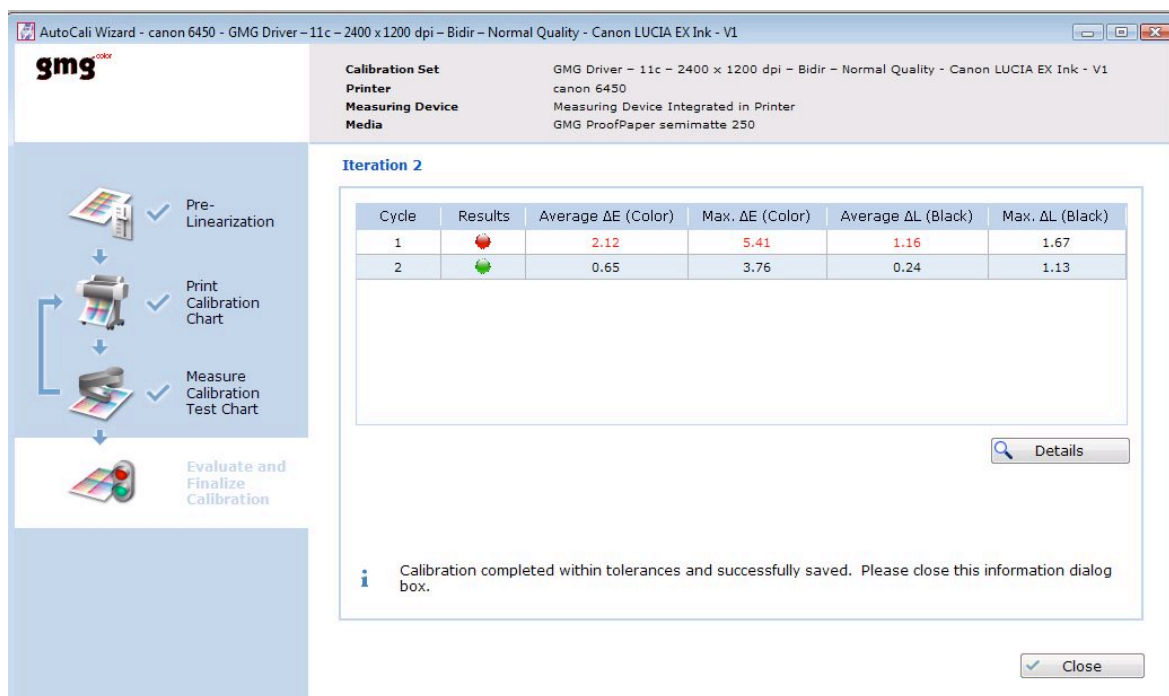 AutoCali Wizard - canon 6450 - GMG Driver – 11c – 2400 x 1200 dpi – Bidir – Normal Quality - Canon LUCIA EX Ink - V1
gmg color
Calibration Set GMG Driver – 11c – 2400 x 1200 dpi – Bidir – Normal Quality - Canon LUCIA EX Ink - V1
Printer canon 6450
Measuring Device Measuring Device Integrated in Printer
Media GMG ProofPaper semimatte 250
Pre-
Linearization
Print
Calibration
Chart
Measure
Calibration
Test Chart
Evaluate and
Finalize
Calibration
Iteration 2
Cycle Results Average ΔE (Color) Max. ΔE (Color) Average ΔL (Black) Max. ΔL (Black)
1 2.12 5.41 1.16 1.67
2 0.65 3.76 0.24 1.13
Details
i Calibration completed within tolerances and successfully saved. Please close this information dialog
box.
Close